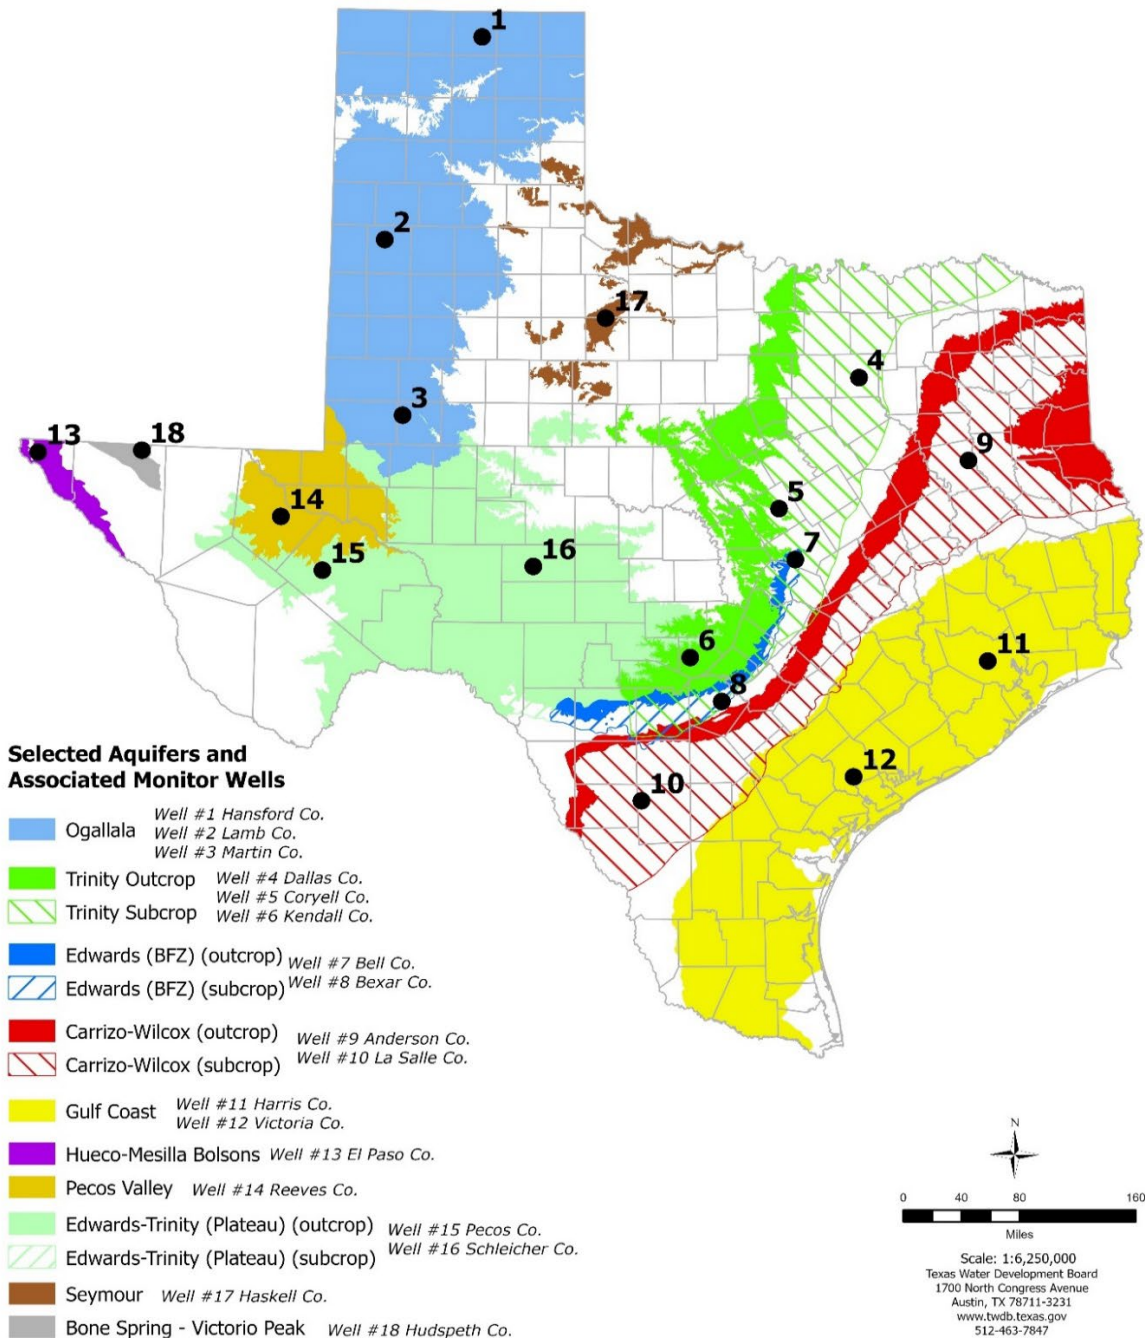 1
2
17
4
3
13
18
9
14
5
7
15
16
6
11
8
12
10
Selected Aquifers and
Associated Monitor Wells
Ogallala
Well #1 Hansford Co.
Well #2 Lamb Co.
Well #3 Martin Co.
Trinity Outcrop
Trinity Subcrop
Well #4 Dallas Co.
Well #5 Coryell Co.
Well #6 Kendall Co.
Edwards (BFZ) (outcrop)
Edwards (BFZ) (subcrop)
Well #7 Bell Co.
Well #8 Bexar Co.
Carrizo-Wilcox (outcrop)
Carrizo-Wilcox (subcrop)
Well #9 Anderson Co.
Well #10 La Salle Co.
Gulf Coast
Well #11 Harris Co.
Well #12 Victoria Co.
Hueco-Mesilla Bolsons Well #13 El Paso Co.
Pecos Valley Well #14 Reeves Co.
Edwards-Trinity (Plateau) (outcrop)
Edwards-Trinity (Plateau) (subcrop)
Well #15 Pecos Co.
Well #16 Schleicher Co.
Seymour Well #17 Haskell Co.
Bone Spring - Victorio Peak Well #18 Hudspeth Co.
N
0 40 80 160
Miles
Scale: 1:6,250,000
Texas Water Development Board
1700 North Congress Avenue
Austin, TX 78711-3231
www.twdb.texas.gov
512-463-7847